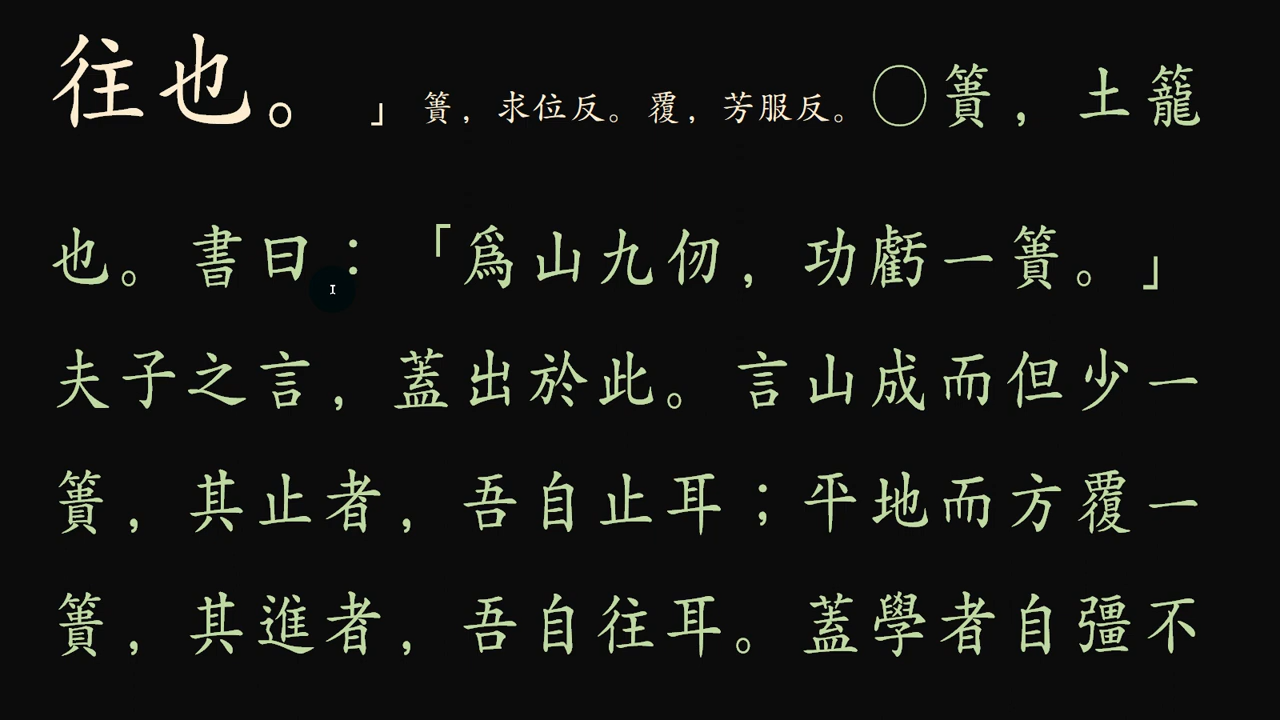 往也。」簣，求位反。覆，芳服反。○簣，土籠
也。書曰：「爲山九仞，功虧一簣。」
夫子之言，蓋出於此。言山成而但少一
簣，其止者，吾自止耳；平地而方覆一
簣，其進者，吾自往耳。蓋學者自彊不